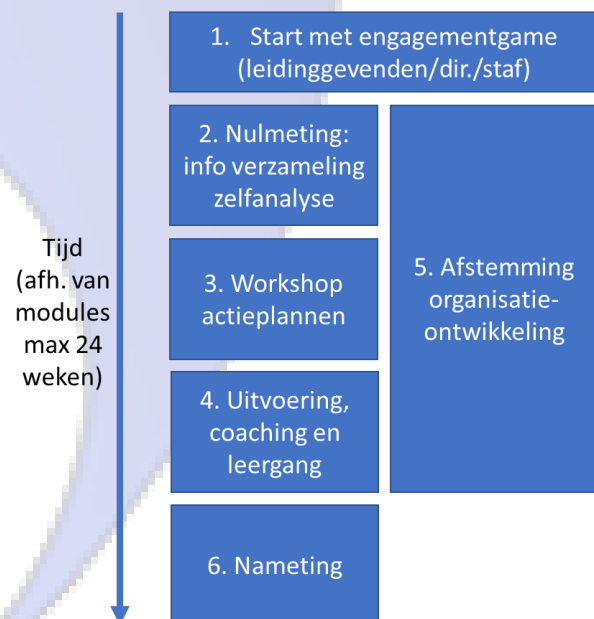 1. Start met engagementgame
(leidinggevenden/dir./staf)
2. Nulmeting:
info verzameling
zelfanalyse
Tijd
(afh. van
modules
max 24
weken)
3. Workshop
actieplannen
5. Afstemming
organisatie-
ontwikkeling
4. Uitvoering,
coaching en
leergang
6. Nameting